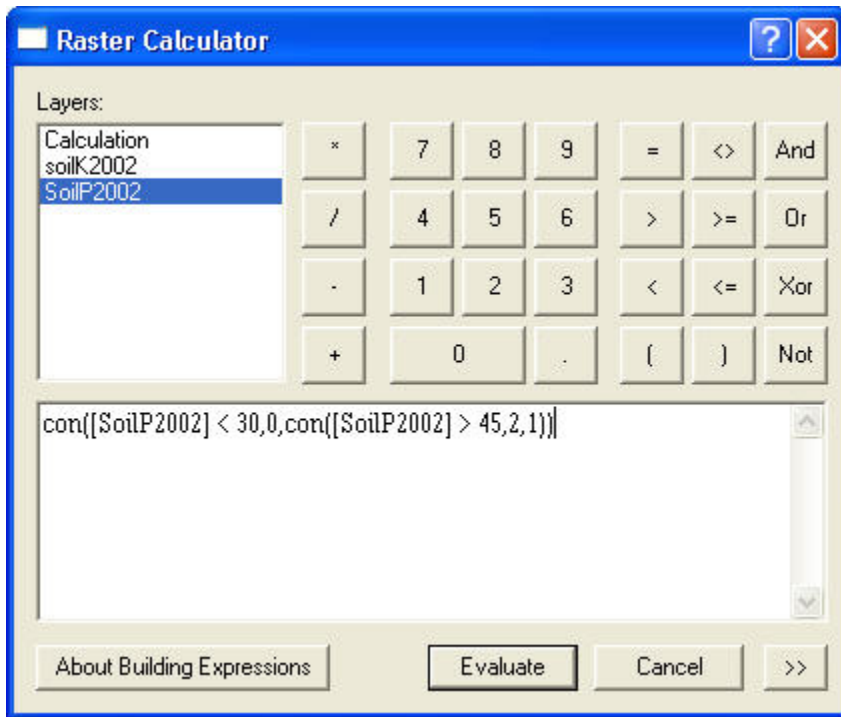 Raster Calculator
Layers:
Calculation
soilK2002
SoilP2002
* 7 8 9 = <> And
/ 4 5 6 > >= Or
- 1 2 3 < <= Xor
+ 0 . ( ) Not
con([SoilP2002] < 30,0,con([SoilP2002] > 45,2,1))
About Building Expressions Evaluate Cancel >>